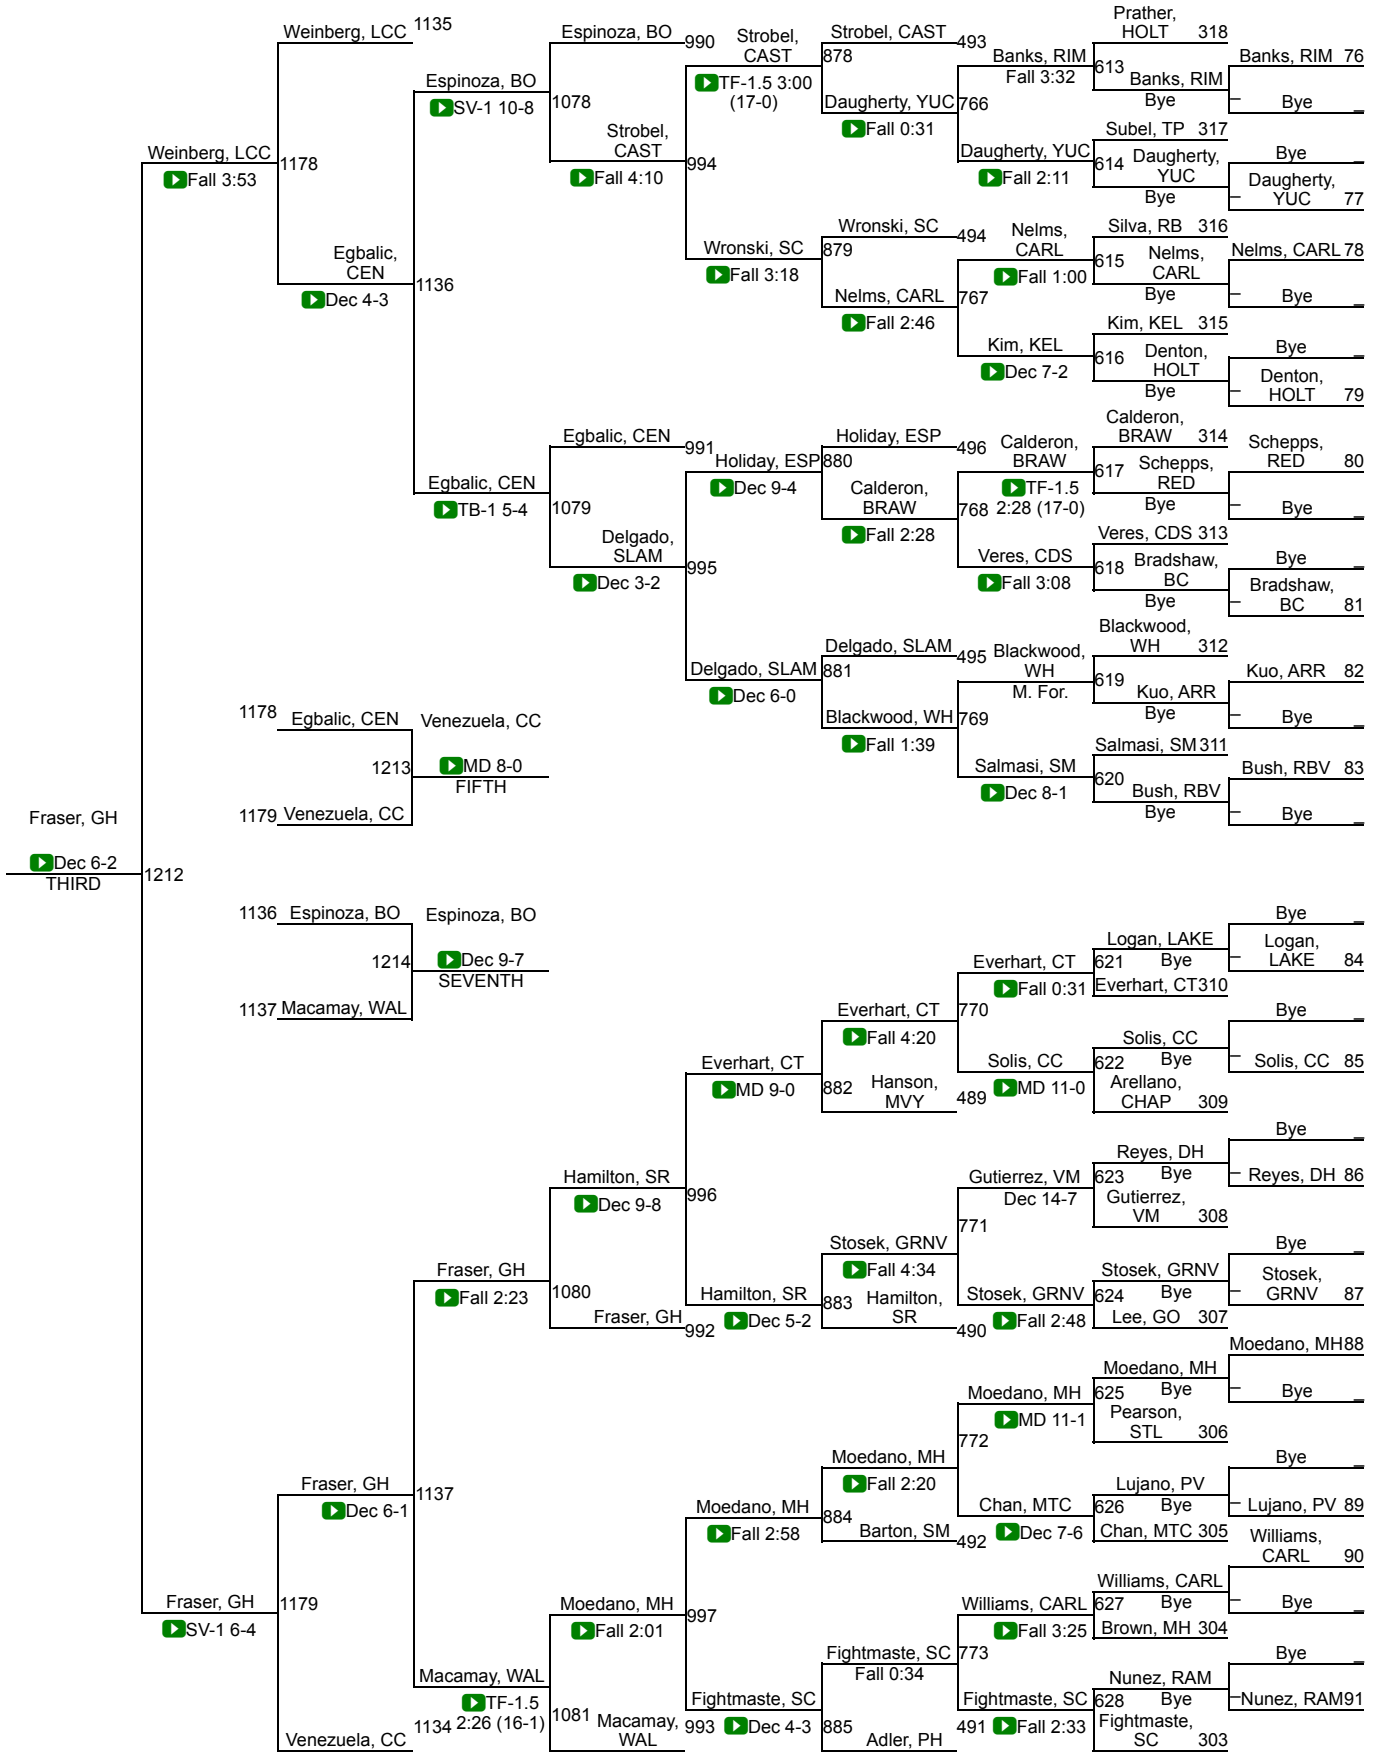 Weinberg, LCC 1135
Espinoza, BO 990
Strobel,
CAST
Strobel, CAST 493
Prather,
HOLT 318
878
Banks, RIM
Fall 3:32
613
Banks, RIM
Bye
Banks, RIM 76
Bye
Espinoza, BO
SV-1 10-8
1078
TF-1.5 3:00
(17-0)
Daugherty, YUC
Fall 0:31
766
Subel, TP 317
Strobel,
CAST
Fall 4:10
994
Daugherty, YUC
Fall 2:11
614
Daugherty,
YUC
Bye
Bye
Daugherty,
YUC 77
Weinberg, LCC
Fall 3:53
1178
Wronski, SC 494
Silva, RB 316
Nelms,
CARL
Fall 1:00
615
Nelms,
CARL
Bye
Nelms, CARL 78
Bye
Wronski, SC
Fall 3:18
879
Egbalic,
CEN
Dec 4-3
1136
Nelms, CARL
Fall 2:46
767
Kim, KEL 315
Kim, KEL
Dec 7-2
616
Denton,
HOLT
Bye
Bye
Denton,
HOLT 79
Egbalic, CEN 991
Holiday, ESP 496
Calderon,
BRAW 314
Holiday, ESP
Dec 9-4
880
Calderon,
BRAW
TF-1.5
2:28 (17-0)
617
Schepps,
RED
Bye
Schepps,
RED 80
Bye
Egbalic, CEN
TB-1 5-4
1079
Calderon,
BRAW
Fall 2:28
768
Veres, CDS 313
Delgado,
SLAM
Dec 3-2
995
Veres, CDS
Fall 3:08
618
Bradshaw,
BC
Bye
Bye
Bradshaw,
BC 81
Delgado, SLAM 495
Blackwood,
WH 312
Delgado, SLAM
Dec 6-0
881
Blackwood,
WH
M. For.
619
Kuo, ARR
Bye
Kuo, ARR 82
Bye
1178 Egbalic, CEN
Venezuela, CC
Blackwood, WH
Fall 1:39
769
Salmasi, SM 311
1213
MD 8-0
FIFTH
Salmasi, SM
Dec 8-1
620
Bush, RBV
Bye
Bush, RBV 83
Bye
1179 Venezuela, CC
Fraser, GH
Dec 6-2
THIRD
1212
1136 Espinoza, BO
Espinoza, BO
1214
Dec 9-7
SEVENTH
1137 Macamay, WAL
Bye
Logan, LAKE
Logan,
LAKE 84
Everhart, CT
Fall 0:31
621
Bye
Everhart, CT 310
Everhart, CT
Fall 4:20
770
Bye
Solis, CC
Solis, CC 85
Everhart, CT
MD 9-0
882
Hanson,
MVY 489
Solis, CC
MD 11-0
622
Bye
Arellano,
CHAP 309
Bye
Reyes, DH
Reyes, DH 86
Hamilton, SR
Dec 9-8
996
Gutierrez, VM
Dec 14-7
623
Bye
Gutierrez,
VM 308
771
Stosek, GRNV
Fall 4:34
Bye
Fraser, GH
Fall 2:23
1080
Hamilton, SR
Dec 5-2
883
Hamilton,
SR 490
Stosek, GRNV
Fall 2:48
Stosek, GRNV
624
Bye
Lee, GO 307
Stosek,
GRNV 87
Fraser, GH 992
Moedano, MH 88
Moedano, MH
Moedano, MH
MD 11-1
625
Bye
Pearson,
STL 306
Bye
772
Moedano, MH
Fall 2:20
Bye
Fraser, GH
Dec 6-1
1137
Moedano, MH
Fall 2:58
884
Barton, SM 492
Chan, MTC
Dec 7-6
Lujano, PV
626
Bye
Chan, MTC 305
Lujano, PV 89
Williams,
CARL 90
Fraser, GH
SV-1 6-4
1179
Moedano, MH
Fall 2:01
997
Williams, CARL
Fall 3:25
Williams, CARL
627
Bye
Brown, MH 304
Bye
Fightmaste, SC
Fall 0:34
773
Bye
Macamay, WAL
TF-1.5
2:26 (16-1)
1081
Macamay,
WAL 993
Fightmaste, SC
Dec 4-3
885
Adler, PH 491
Fightmaste, SC
Fall 2:33
Nunez, RAM
628
Bye
Fightmaste,
SC 303
Nunez, RAM 91
Venezuela, CC 1134